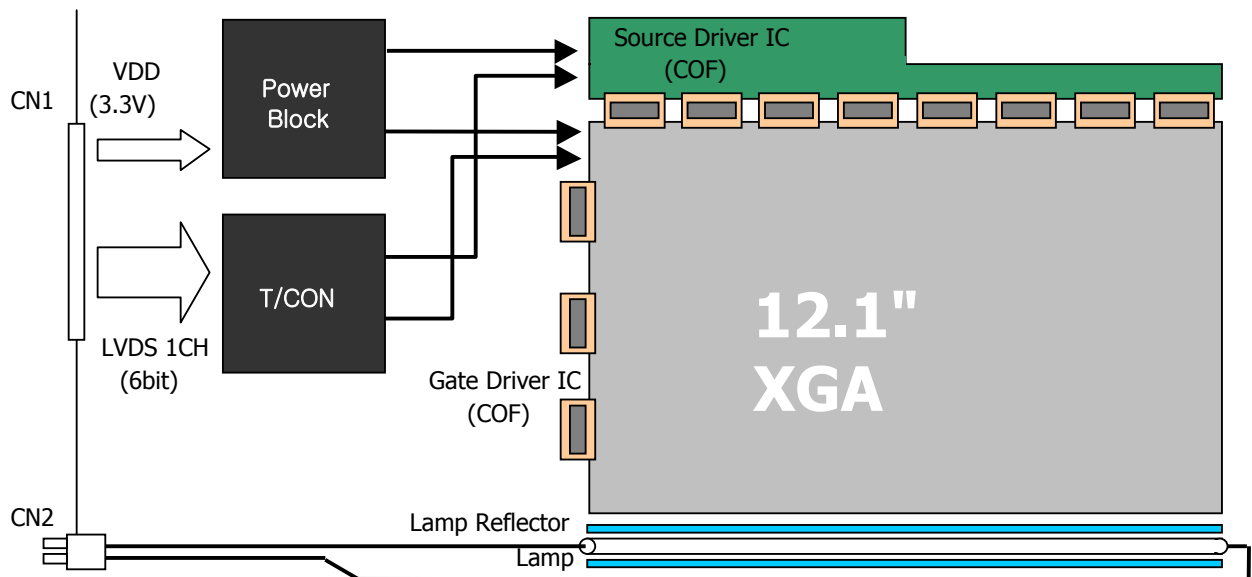 CN1
VDD
(3.3V)
Power
Block
Source Driver IC
(COF)
LVDS 1CH
(6bit)
T/CON
Gate Driver IC
(COF)
12.1"
XGA
CN2
Lamp Reflector
Lamp